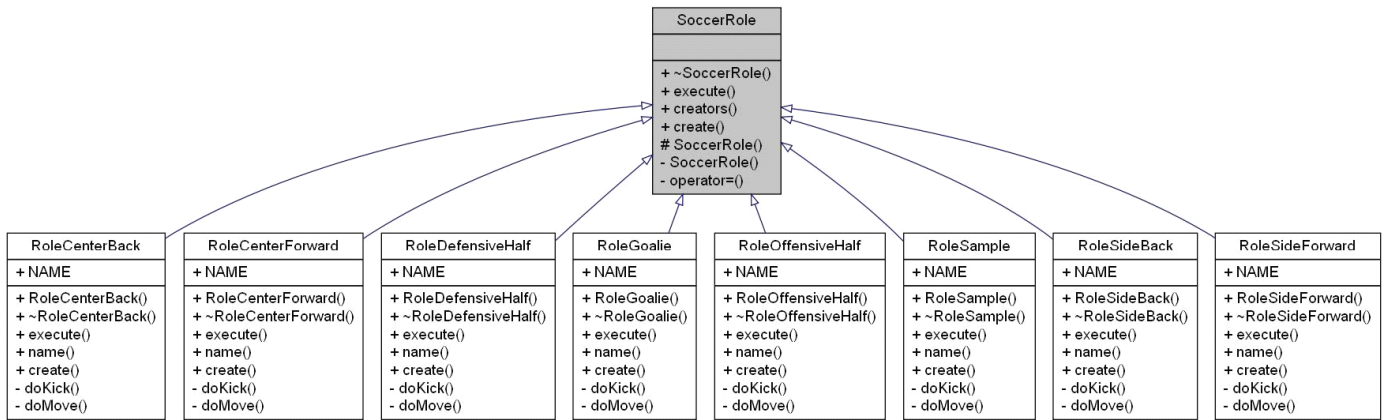 SoccerRole
+ ~SoccerRole()
+ execute()
+ creators()
+ create()
# SoccerRole()
- SoccerRole()
- operator=()
RoleCenterBack
+ NAME
+ RoleCenterBack()
+ ~RoleCenterBack()
+ execute()
+ name()
+ create()
- doKick()
- doMove()
RoleCenterForward
+ NAME
+ RoleCenterForward()
+ ~RoleCenterForward()
+ execute()
+ name()
+ create()
- doKick()
- doMove()
RoleDefensiveHalf
+ NAME
+ RoleDefensiveHalf()
+ ~RoleDefensiveHalf()
+ execute()
+ name()
+ create()
- doKick()
- doMove()
RoleGoalie
+ NAME
+ RoleGoalie()
+ ~RoleGoalie()
+ execute()
+ name()
+ create()
- doKick()
- doMove()
RoleOffensiveHalf
+ NAME
+ RoleOffensiveHalf()
+ ~RoleOffensiveHalf()
+ execute()
+ name()
+ create()
- doKick()
- doMove()
RoleSample
+ NAME
+ RoleSample()
+ ~RoleSample()
+ execute()
+ name()
+ create()
- doKick()
- doMove()
RoleSideBack
+ NAME
+ RoleSideBack()
+ ~RoleSideBack()
+ execute()
+ name()
+ create()
- doKick()
- doMove()
RoleSideForward
+ NAME
+ RoleSideForward()
+ ~RoleSideForward()
+ execute()
+ name()
+ create()
- doKick()
- doMove()